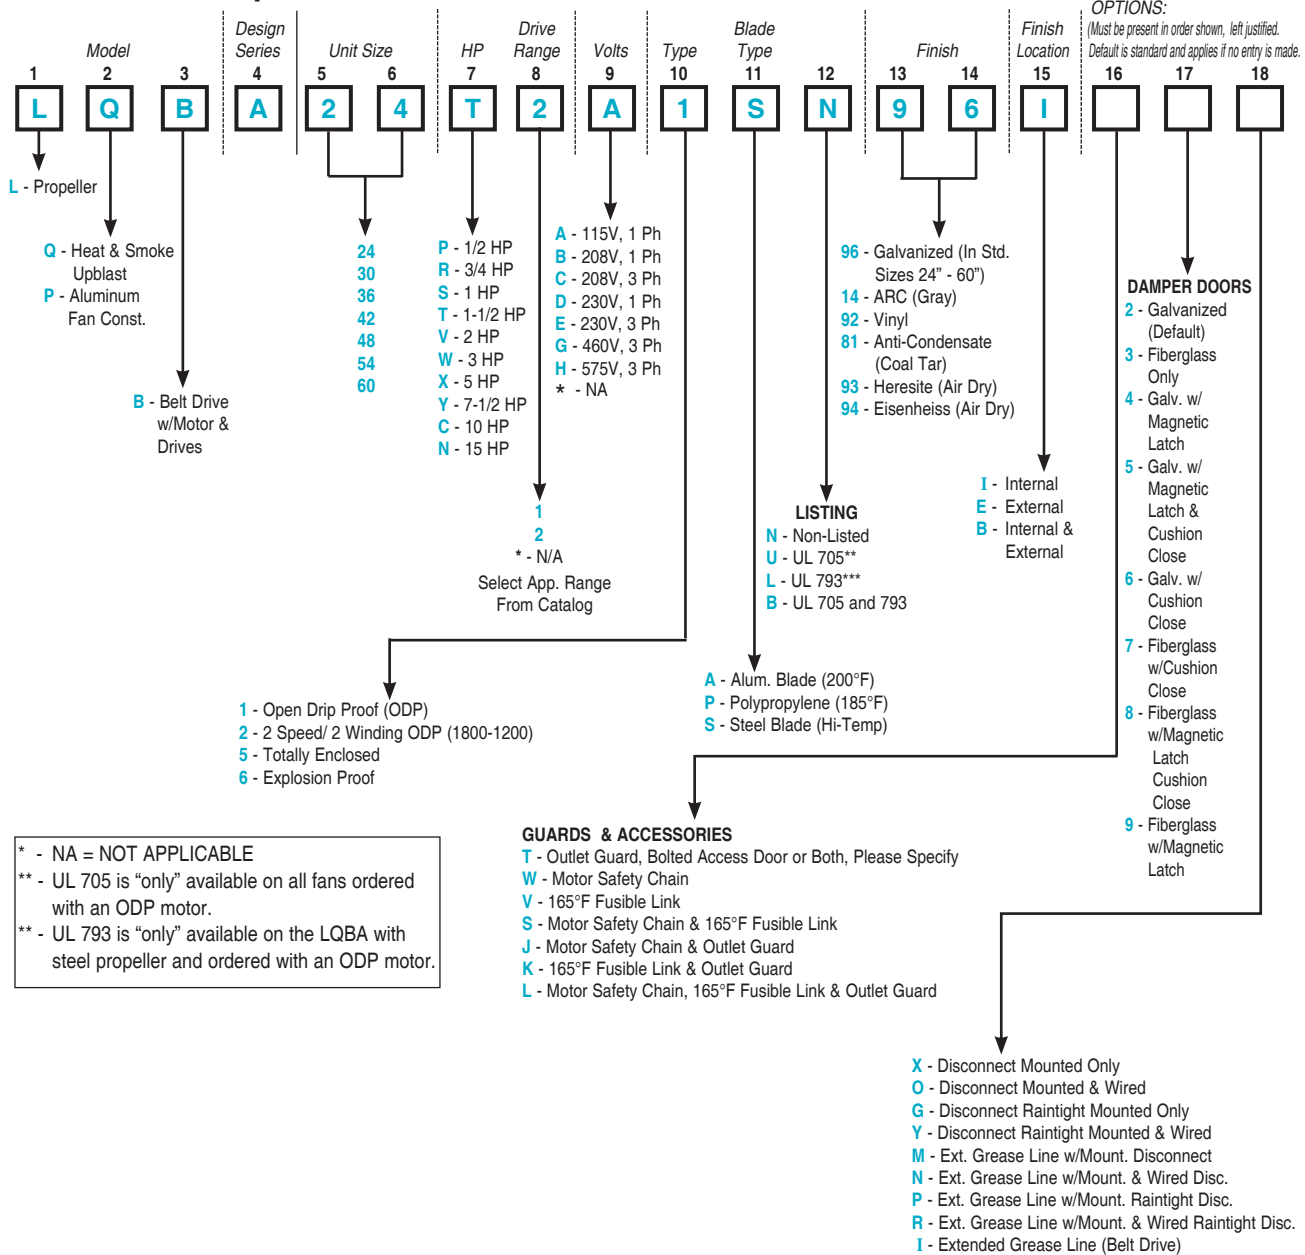 OPTIONS:
(Must be present in order shown, left justified.
Default is standard and applies if no entry is made.
Model
Design
Series
Unit Size
HP
Drive
Range
Volts
Type
Blade
Type
Finish
Finish
Location
1 2 3 4 5 6 7 8 9 10 11 12 13 14 15 16 17 18
L Q B A 2 4 T 2 A 1 S N 9 6 I
L - Propeller
Q - Heat & Smoke
Upblast
P - Aluminum
Fan Const.
B - Belt Drive
w/Motor &
Drives
24
30
36
42
48
54
60
P - 1/2 HP
R - 3/4 HP
S - 1 HP
T - 1-1/2 HP
V - 2 HP
W - 3 HP
X - 5 HP
Y - 7-1/2 HP
C - 10 HP
N - 15 HP
1
2
* - N/A
Select App. Range
From Catalog
A - 115V, 1 Ph
B - 208V, 1 Ph
C - 208V, 3 Ph
D - 230V, 1 Ph
E - 230V, 3 Ph
G - 460V, 3 Ph
H - 575V, 3 Ph
* - NA
1 - Open Drip Proof (ODP)
2 - 2 Speed/ 2 Winding ODP (1800-1200)
5 - Totally Enclosed
6 - Explosion Proof
A - Alum. Blade (200°F)
P - Polypropylene (185°F)
S - Steel Blade (Hi-Temp)
LISTING
N - Non-Listed
U - UL 705**
L - UL 793***
B - UL 705 and 793
96 - Galvanized (In Std.
Sizes 24” - 60”)
14 - ARC (Gray)
92 - Vinyl
81 - Anti-Condensate
(Coal Tar)
93 - Heresite (Air Dry)
94 - Eisenheiss (Air Dry)
I - Internal
E - External
B - Internal &
External
DAMPER DOORS
2 - Galvanized
(Default)
3 - Fiberglass
Only
4 - Galv. w/
Magnetic
Latch
5 - Galv. w/
Magnetic
Latch &
Cushion
Close
6 - Galv. w/
Cushion
Close
7 - Fiberglass
w/Cushion
Close
8 - Fiberglass
w/Magnetic
Latch
Cushion
Close
9 - Fiberglass
w/Magnetic
Latch
GUARDS & ACCESSORIES
T - Outlet Guard, Bolted Access Door or Both, Please Specify
W - Motor Safety Chain
V - 165°F Fusible Link
S - Motor Safety Chain & 165°F Fusible Link
J - Motor Safety Chain & Outlet Guard
K - 165°F Fusible Link & Outlet Guard
L - Motor Safety Chain, 165°F Fusible Link & Outlet Guard
* - NA = NOT APPLICABLE
** - UL 705 is “only” available on all fans ordered
with an ODP motor.
** - UL 793 is “only” available on the LQBA with
steel propeller and ordered with an ODP motor.
X - Disconnect Mounted Only
O - Disconnect Mounted & Wired
G - Disconnect Raintight Mounted Only
Y - Disconnect Raintight Mounted & Wired
M - Ext. Grease Line w/Mount. Disconnect
N - Ext. Grease Line w/Mount. & Wired Disc.
P - Ext. Grease Line w/Mount. Raintight Disc.
R - Ext. Grease Line w/Mount. & Wired Raintight Disc.
I - Extended Grease Line (Belt Drive)